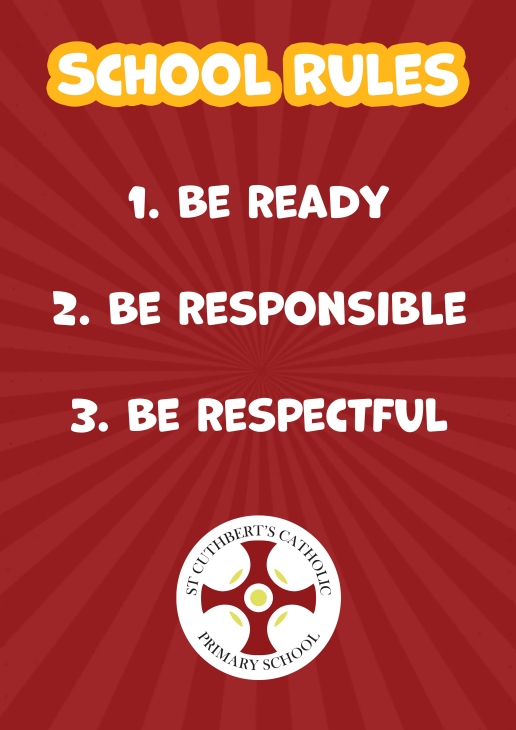 SCHOOL RULES
1. BE READY
2. BE RESPONSIBLE
3. BE RESPECTFUL
ST CUTHBERT'S CATHOLIC
PRIMARY SCHOOL